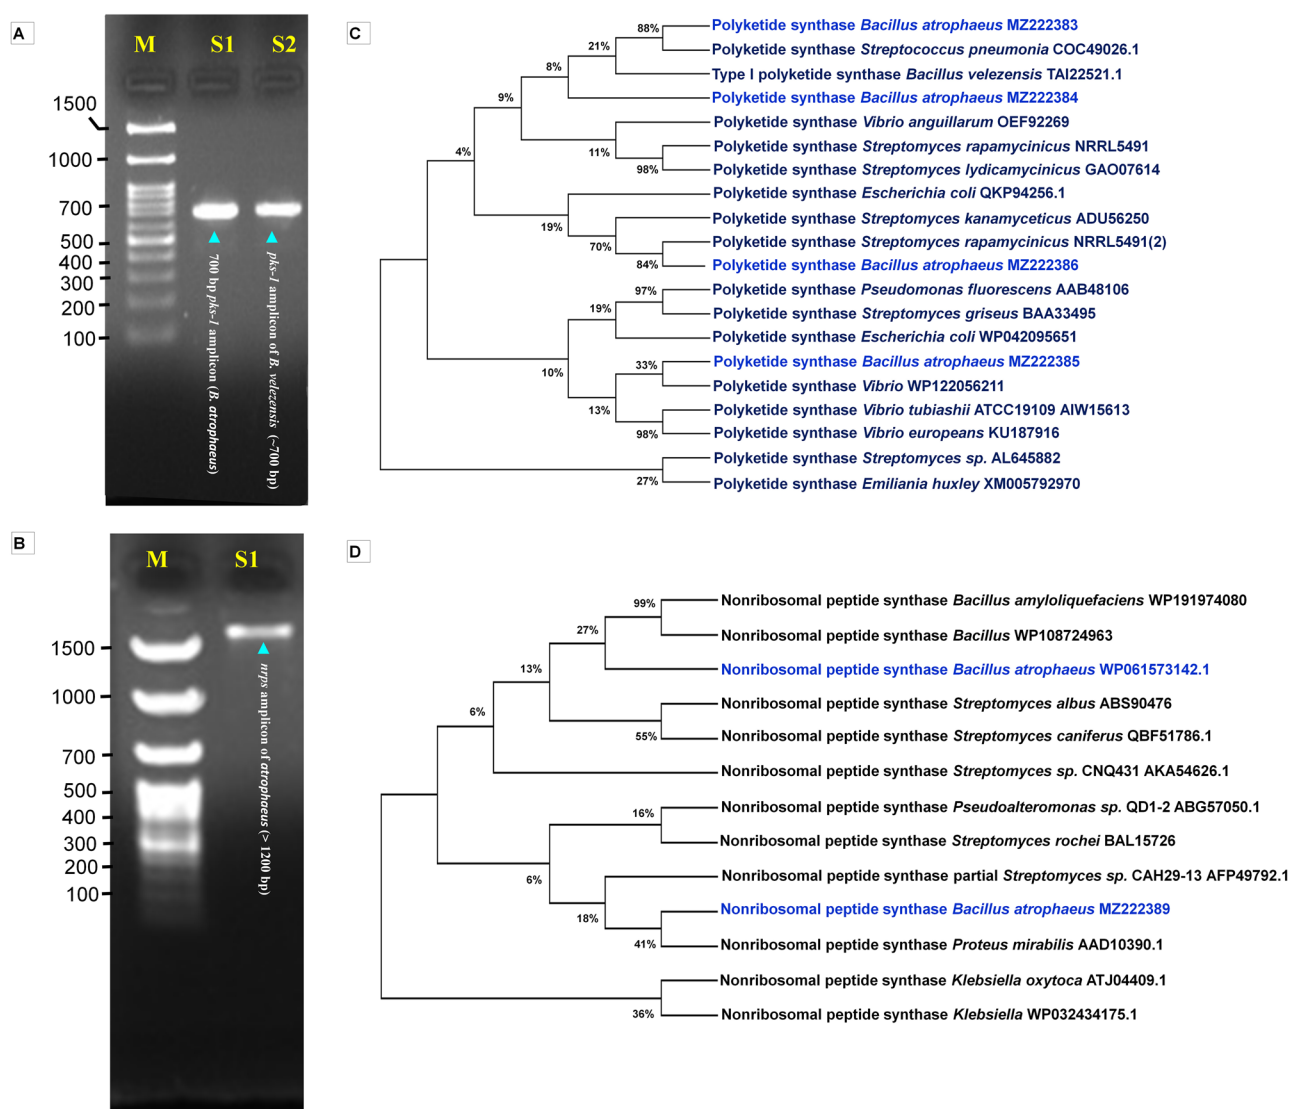 A
M S1 S2
1500
1000
700
500
400
300
200
100
700 bp pks-1 amplicon (B. atrophaeus)
pks-1 amplicon of B. velezensis (~700 bp)
C
Polyketide synthase Bacillus atrophaeus MZ222383
88%
Polyketide synthase Streptococcus pneumonia COC49026.1
21%
Type I polyketide synthase Bacillus velezensis TAI22521.1
8%
Polyketide synthase Bacillus atrophaeus MZ222384
9%
Polyketide synthase Vibrio anguillarum OEF92269
Polyketide synthase Streptomyces rapamycinicus NRRL5491
11%
4%
Polyketide synthase Streptomyces lydicamycinicus GAO07614
98%
Polyketide synthase Escherichia coli QKP94256.1
19%
Polyketide synthase Streptomyces kanamyceticus ADU56250
70%
Polyketide synthase Streptomyces rapamycinicus NRRL5491(2)
Polyketide synthase Bacillus atrophaeus MZ222386
84%
Polyketide synthase Pseudomonas fluorescens AAB48106
97%
19%
Polyketide synthase Streptomyces griseus BAA33495
Polyketide synthase Escherichia coli WP042095651
Polyketide synthase Bacillus atrophaeus MZ222385
33%
10%
Polyketide synthase Vibrio WP122056211
13%
Polyketide synthase Vibrio tubiashii ATCC19109 AIW15613
Polyketide synthase Vibrio europeans KU187916
98%
Polyketide synthase Streptomyces sp. AL645882
27%
Polyketide synthase Emiliania huxley XM005792970
B
M S1
1500
1000
700
500
400
300
200
100
nrps amplicon of atrophaeus (> 1200 bp)
D
Nonribosomal peptide synthase Bacillus amyloliquefaciens WP191974080
99%
27%
Nonribosomal peptide synthase Bacillus WP108724963
13%
Nonribosomal peptide synthase Bacillus atrophaeus WP061573142.1
6%
Nonribosomal peptide synthase Streptomyces albus ABS90476
Nonribosomal peptide synthase Streptomyces caniferus QBF51786.1
55%
Nonribosomal peptide synthase Streptomyces sp. CNQ431 AKA54626.1
Nonribosomal peptide synthase Pseudoalteromonas sp. QD1-2 ABG57050.1
16%
Nonribosomal peptide synthase Streptomyces rochei BAL15726
6%
Nonribosomal peptide synthase partial Streptomyces sp. CAH29-13 AFP49792.1
18%
Nonribosomal peptide synthase Bacillus atrophaeus MZ222389
41%
Nonribosomal peptide synthase Proteus mirabilis AAD10390.1
Nonribosomal peptide synthase Klebsiella oxytoca ATJ04409.1
36%
Nonribosomal peptide synthase Klebsiella WP032434175.1